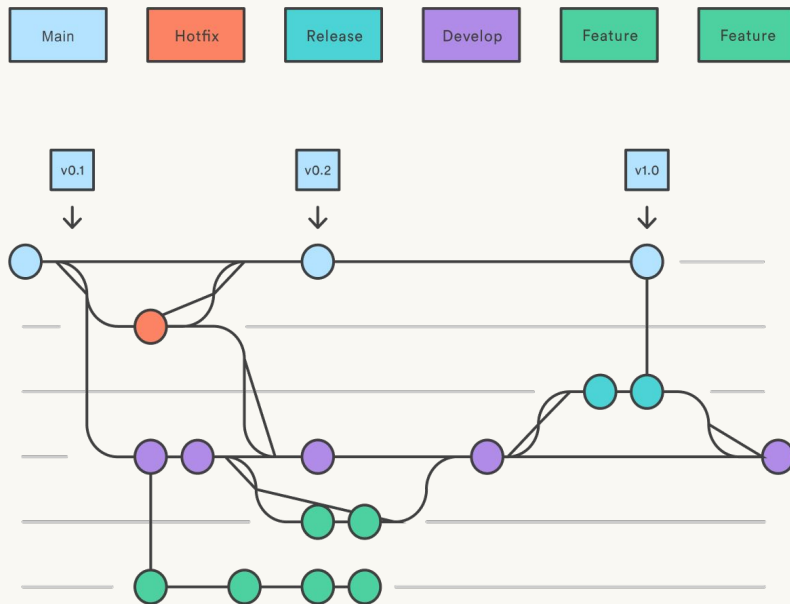 Main
Hotfix
Release
Develop
Feature
Feature
v0.1
v0.2
v1.0